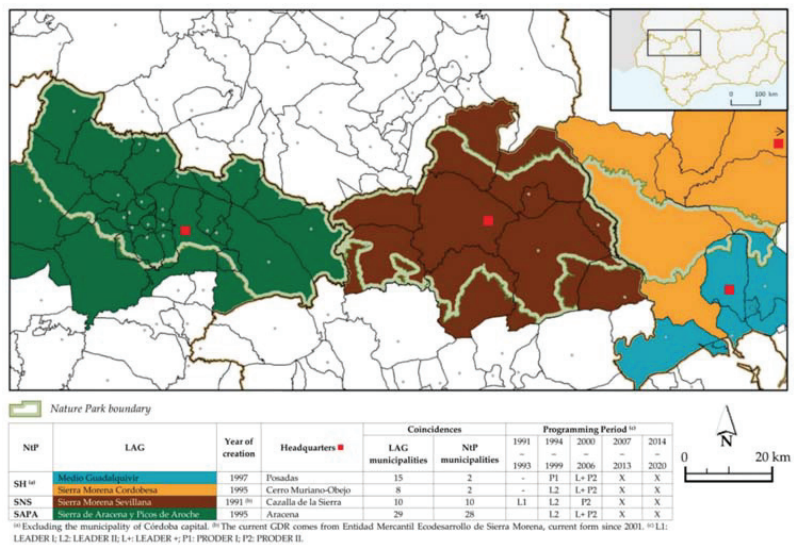 0 100 km
Nature Park boundary
N
0 20 km
NtP LAG Year of creation Headquarters Coincidences Programming Period (c)
LAG municipalities NtP municipalities 1991 – 1993 1994 – 1999 2000 – 2006 2007 – 2013 2014 – 2020
SH (a) Medio Guadalquivir 1997 Posadas 15 2 - P1 L+ P2 X X
Sierra Morena Cordobesa 1995 Cerro Muriano-Obejo 8 2 - L2 L+ P2 X X
SNS Sierra Morena Sevillana 1991 (b) Cazalla de la Sierra 10 10 L1 L2 P2 X X
SAPA Sierra de Aracena y Picos de Aroche 1995 Aracena 29 28 L2 L+ P2 X X
(a) Excluding the municipality of Córdoba capital. (b) The current GDR comes from Entidad Mercantil Ecodesarrollo de Sierra Morena, current form since 2001. (c) L1:
LEADER I; L2: LEADER II; L+: LEADER +; P1: PRODER I; P2: PRODER II.